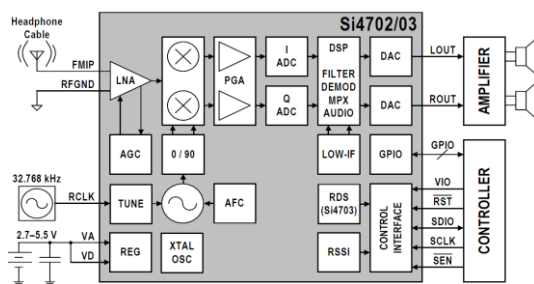 Headphone
Cable
Si4702/03
FMIP
RFGND
LNA
PGA
I
ADC
Q
ADC
DSP
FILTER
DEMOD
MPX
AUDIO
DAC
DAC
LOUT
ROUT
AMPLIFIER
AGC
0 / 90
LOW-IF
GPIO
GPIO
32.768 kHz
RCLK
TUNE
AFC
RDS
(Si4703)
CONTROL
INTERFACE
VIO
RST
SDIO
SCLK
SEN
CONTROLLER
2.7–5.5 V
VA
VD
REG
XTAL
OSC
RSSI